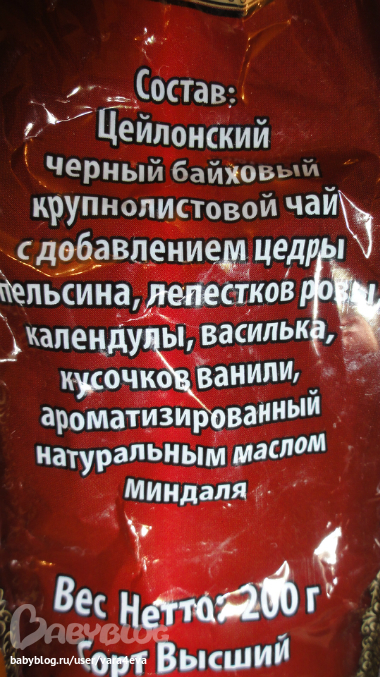 Состав:
Цейлонский
черный байховый
крупнолистовой чай
с добавлением цедры
пельсина, лепестков розы,
календулы, василька,
кусочков ванили,
ароматизированный
натуральным маслом
миндаля
Вес Нетто: 200 г
Сорт Высший
BABYBLOG
babyblog.ru/user/yara4eva